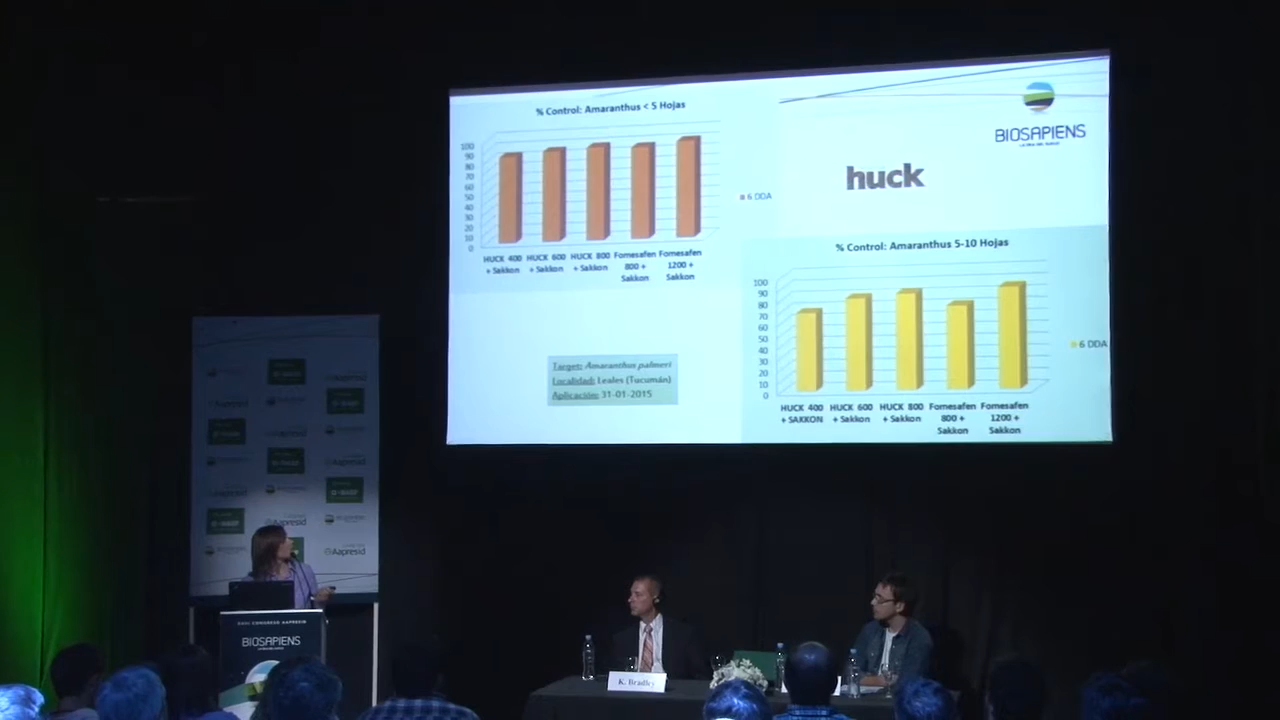 % Control: Amaranthus < 5 Hojas
100
90
80
70
60
50
40
30
20
10
0
HUCK 400 + Sakkon
HUCK 600 + Sakkon
HUCK 800 + Sakkon
Fomesafen 800 + Sakkon
Fomesafen 1200 + Sakkon
6 DDA
BIOSAPIENS
huck
% Control: Amaranthus 5-10 Hojas
100
90
80
70
60
50
40
30
20
10
0
HUCK 400 + SAKKON
HUCK 600 + Sakkon
HUCK 800 + Sakkon
Fomesafen 800 + Sakkon
Fomesafen 1200 + Sakkon
6 DDA
Target: Amaranthus palmeri
Localidad: Leales (Tucumán)
Aplicación: 31-01-2015
Aapresid
Aapresid
XXIII CONGRESO AAPRESID
BIOSAPIENS
K. Bradley